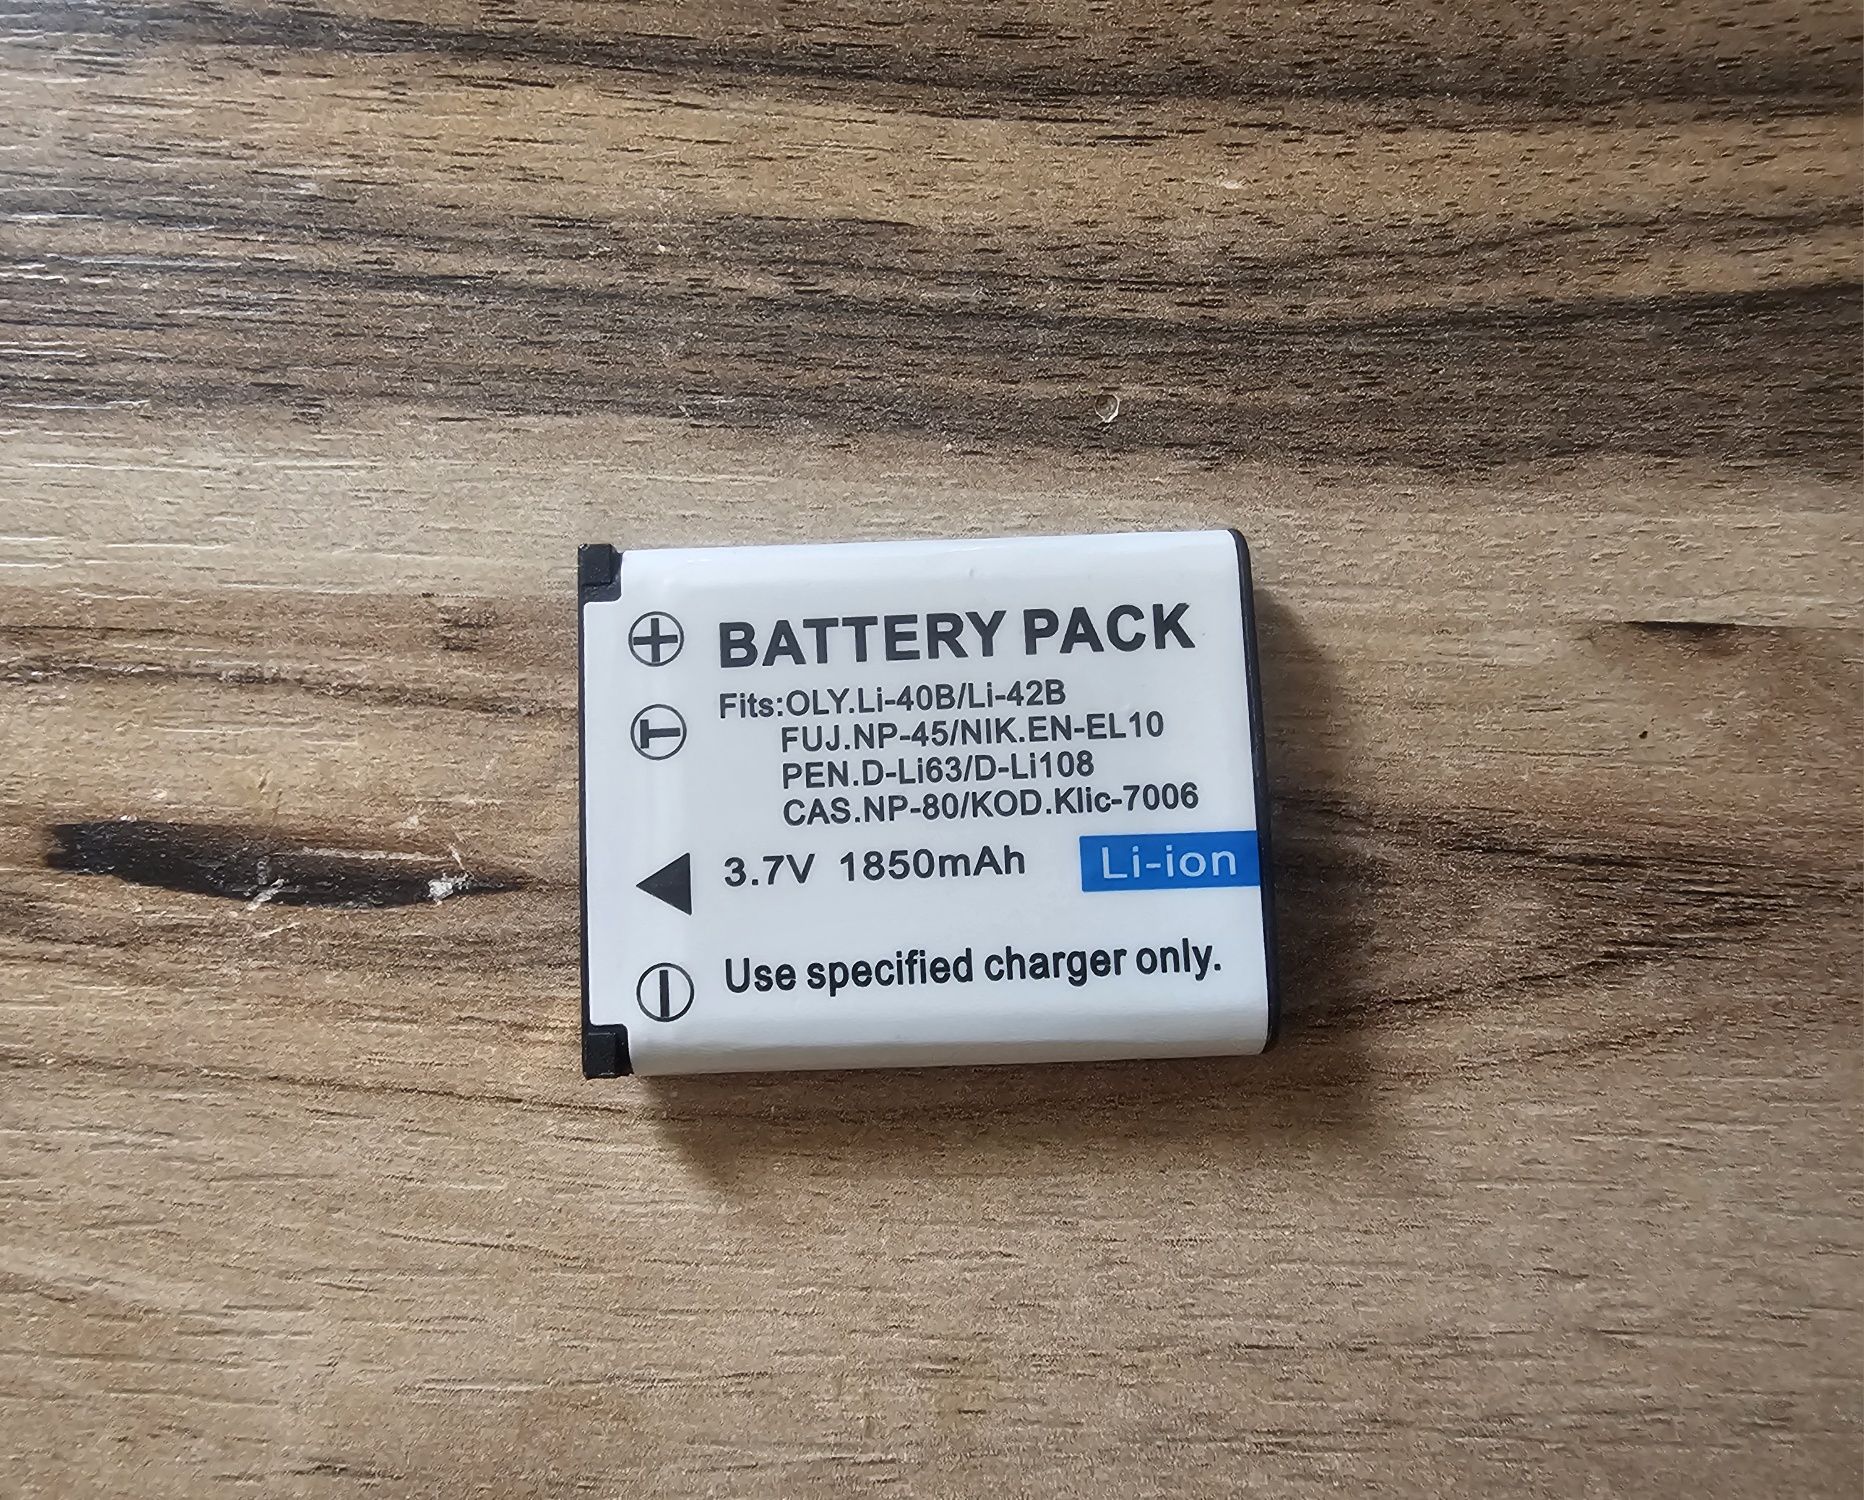 BATTERY PACK
Fits:OLY.Li-40B/Li-42B
FUJ.NP-45/NIK.EN-EL10
PEN.D-Li63/D-Li108
CAS.NP-80/KOD.Klic-7006
3.7V 1850mAh Li-ion
Use specified charger only.